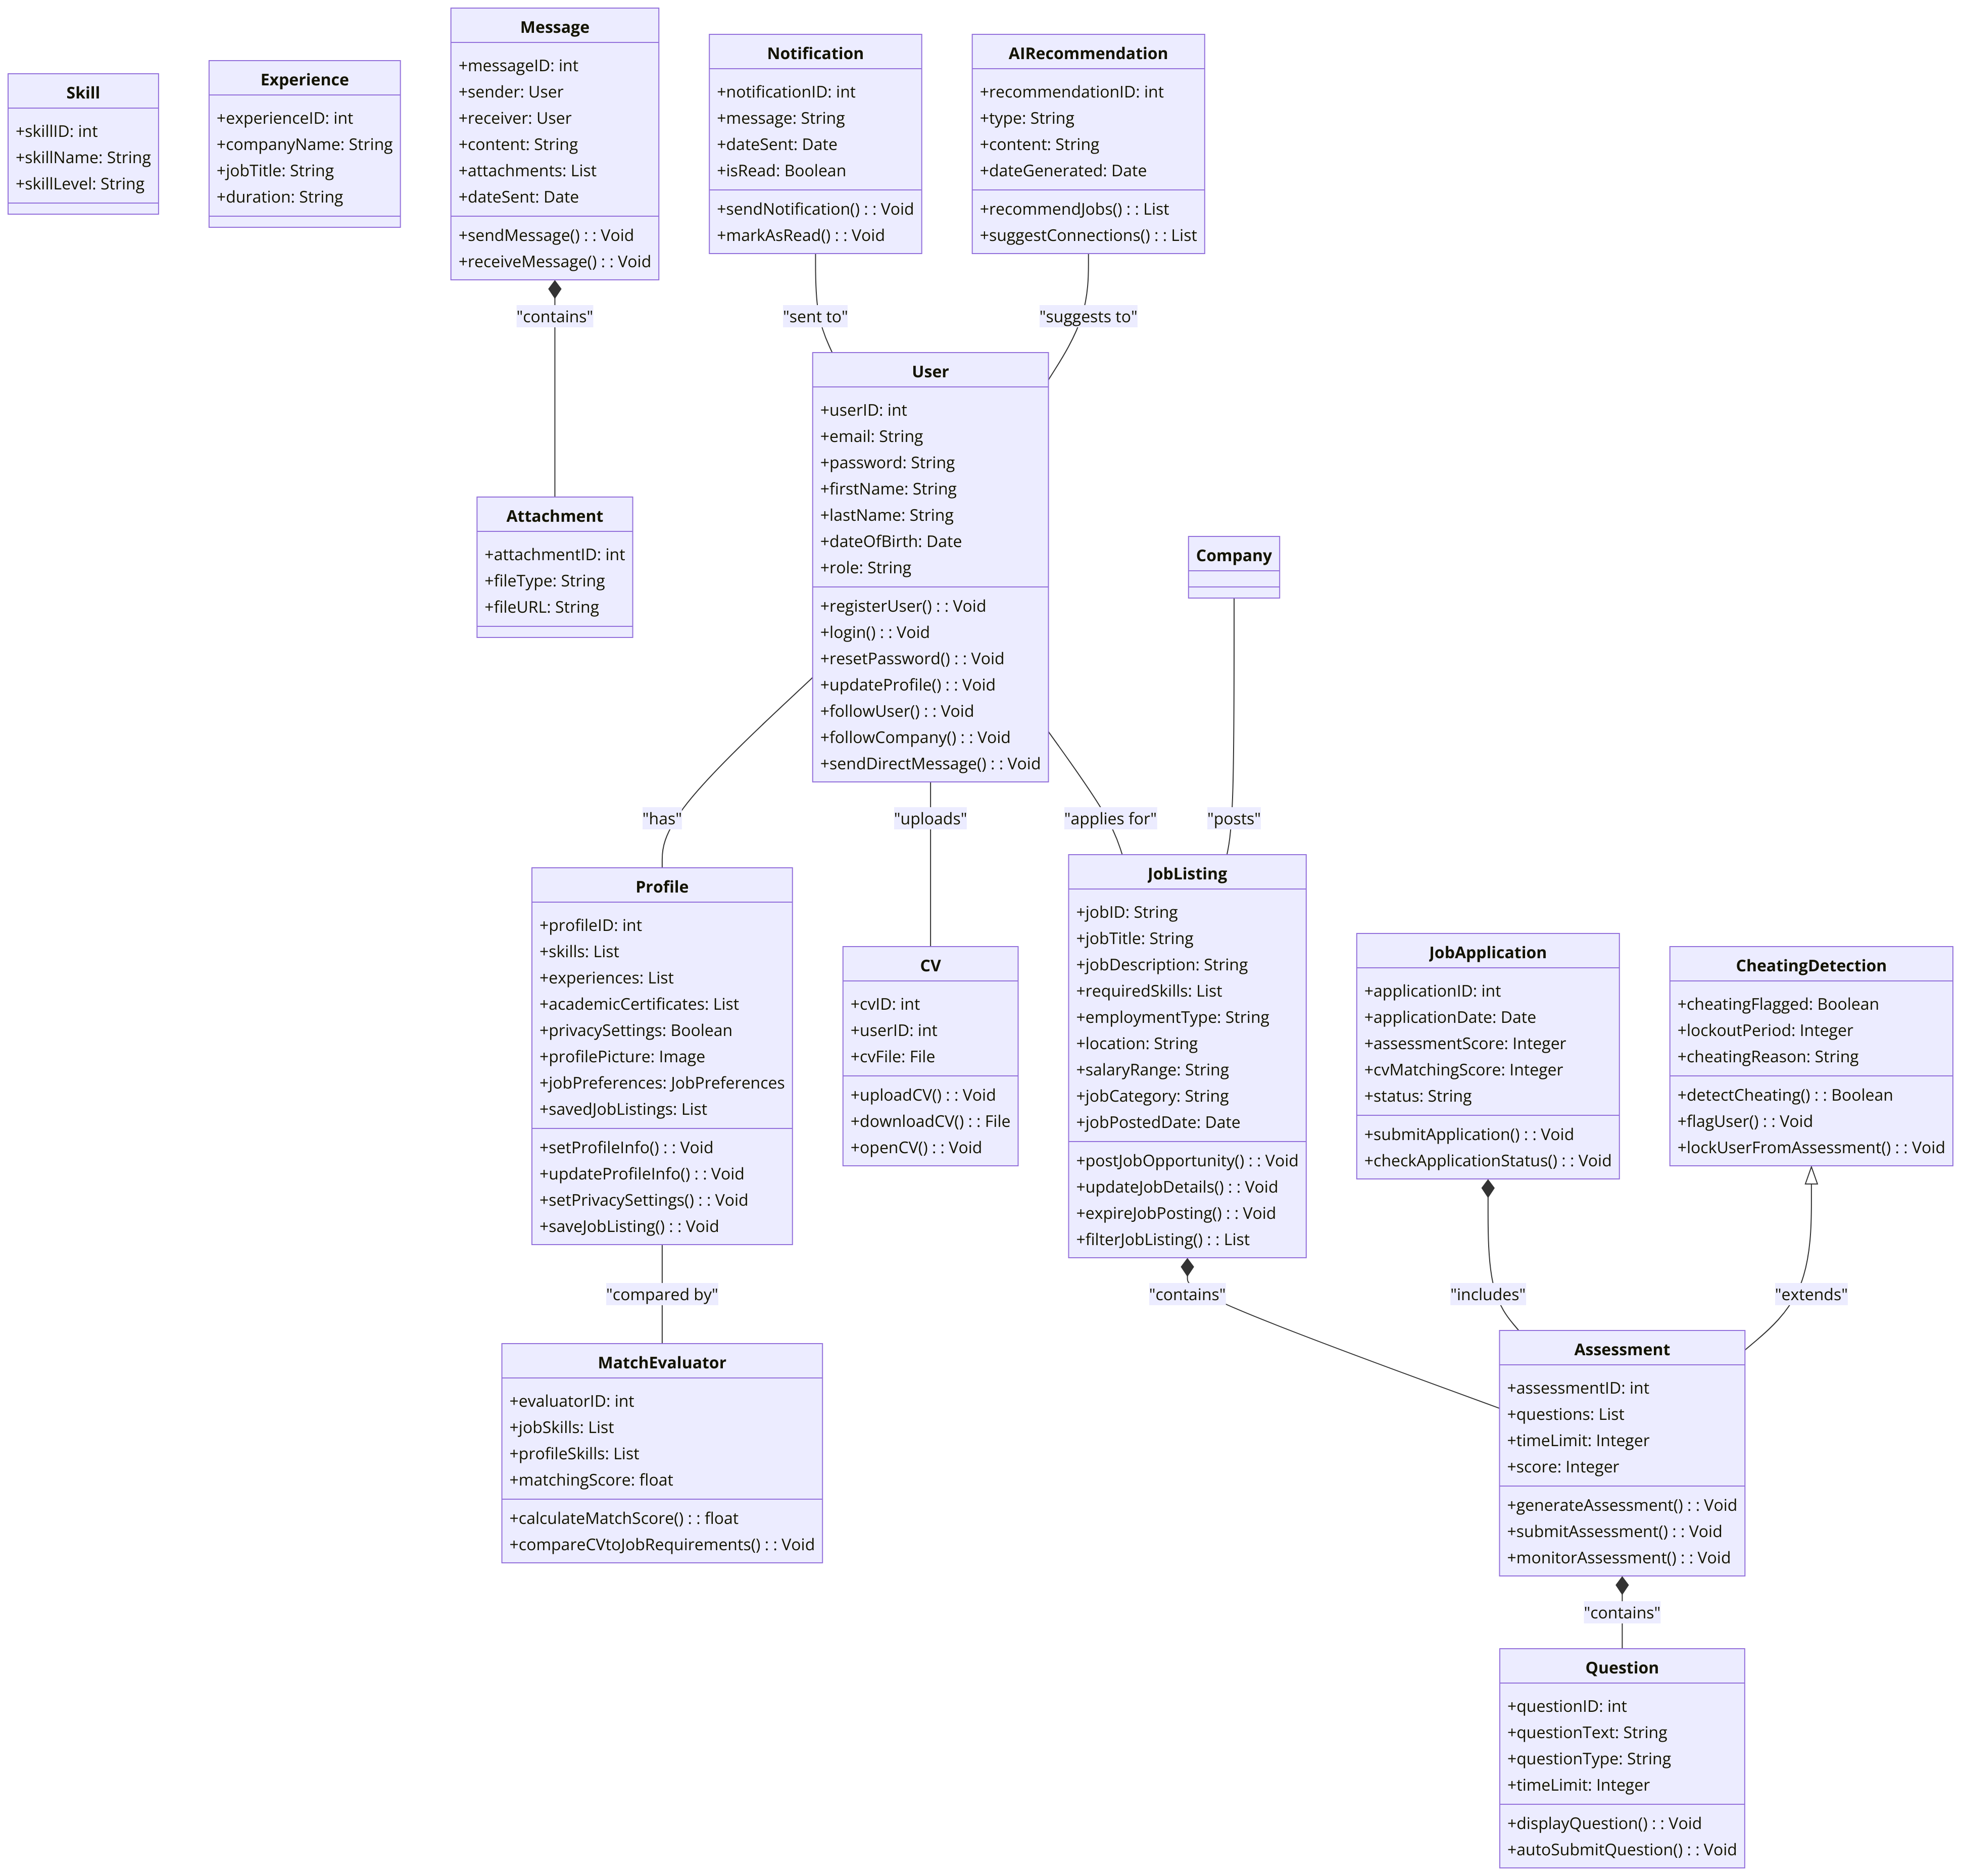 Skill
+skillID: int
+skillName: String
+skillLevel: String
Experience
+experienceID: int
+companyName: String
+jobTitle: String
+duration: String
Message
+messageID: int
+sender: User
+receiver: User
+content: String
+attachments: List
+dateSent: Date
+sendMessage() : : Void
+receiveMessage() : : Void
Notification
+notificationID: int
+message: String
+dateSent: Date
+isRead: Boolean
+sendNotification() : : Void
+markAsRead() : : Void
AIRecommendation
+recommendationID: int
+type: String
+content: String
+dateGenerated: Date
+recommendJobs() : : List
+suggestConnections() : : List
"contains"
"sent to"
"suggests to"
Attachment
+attachmentID: int
+fileType: String
+fileURL: String
User
+userID: int
+email: String
+password: String
+firstName: String
+lastName: String
+dateOfBirth: Date
+role: String
+registerUser() : : Void
+login() : : Void
+resetPassword() : : Void
+updateProfile() : : Void
+followUser() : : Void
+followCompany() : : Void
+sendDirectMessage() : : Void
Company
"has"
"uploads"
"applies for"
"posts"
Profile
+profileID: int
+skills: List
+experiences: List
+academicCertificates: List
+privacySettings: Boolean
+profilePicture: Image
+jobPreferences: JobPreferences
+savedJobListings: List
+setProfileInfo() : : Void
+updateProfileInfo() : : Void
+setPrivacySettings() : : Void
+saveJobListing() : : Void
CV
+cvID: int
+userID: int
+cvFile: File
+uploadCV() : : Void
+downloadCV() : : File
+openCV() : : Void
JobListing
+jobID: String
+jobTitle: String
+jobDescription: String
+requiredSkills: List
+employmentType: String
+location: String
+salaryRange: String
+jobCategory: String
+jobPostedDate: Date
+postJobOpportunity() : : Void
+updateJobDetails() : : Void
+expireJobPosting() : : Void
+filterJobListing() : : List
JobApplication
+applicationID: int
+applicationDate: Date
+assessmentScore: Integer
+cvMatchingScore: Integer
+status: String
+submitApplication() : : Void
+checkApplicationStatus() : : Void
CheatingDetection
+cheatingFlagged: Boolean
+lockoutPeriod: Integer
+cheatingReason: String
+detectCheating() : : Boolean
+flagUser() : : Void
+lockUserFromAssessment() : : Void
"compared by"
"contains"
"includes"
"extends"
MatchEvaluator
+evaluatorID: int
+jobSkills: List
+profileSkills: List
+matchingScore: float
+calculateMatchScore() : : float
+compareCVtoJobRequirements() : : Void
Assessment
+assessmentID: int
+questions: List
+timeLimit: Integer
+score: Integer
+generateAssessment() : : Void
+submitAssessment() : : Void
+monitorAssessment() : : Void
"contains"
Question
+questionID: int
+questionText: String
+questionType: String
+timeLimit: Integer
+displayQuestion() : : Void
+autoSubmitQuestion() : : Void